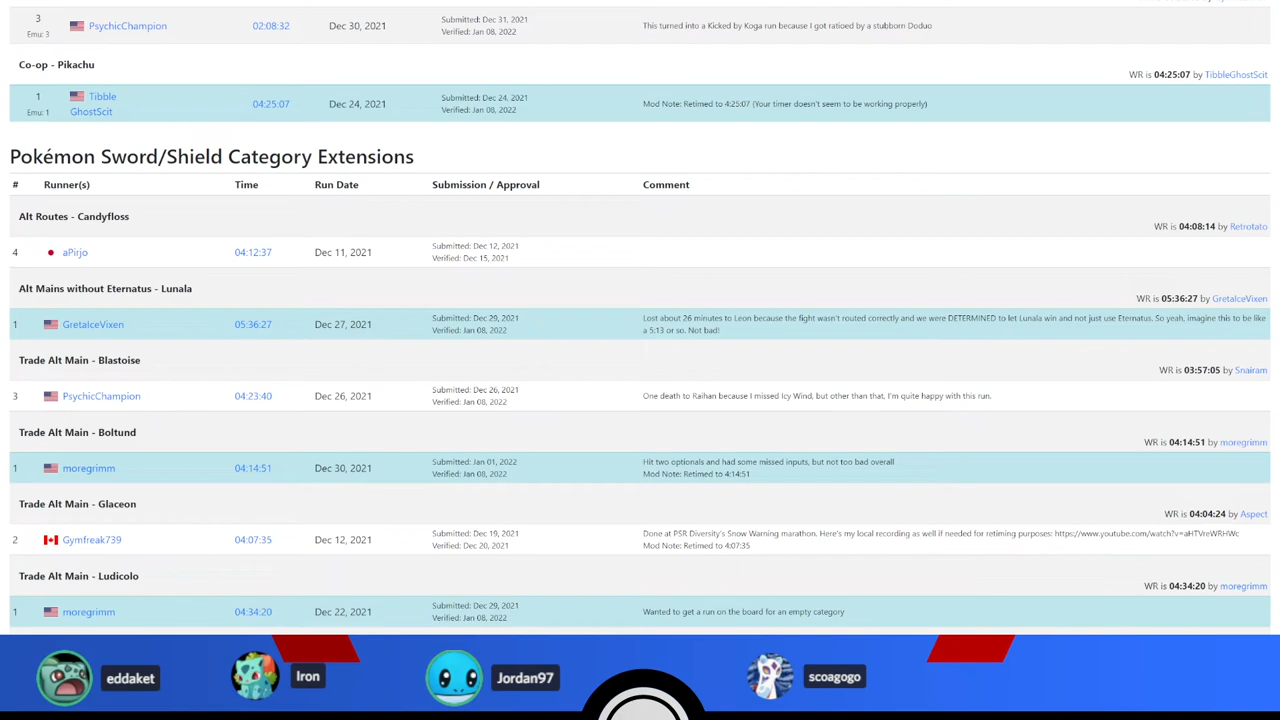 3 PsychicChampion 02:08:32 Dec 30, 2021 Submitted: Dec 31, 2021 This turned into a Kicked by Koga run because I got ratioed by a stubborn Doduo
Emu: 3 Verified: Jan 08, 2022
Co-op - Pikachu
WR is 04:25:07 by TibbleGhostScit
1 Tibble 04:25:07 Dec 24, 2021 Submitted: Dec 24, 2021 Mod Note: Retimed to 4:25:07 (Your timer doesn't seem to be working properly)
Emu: 1 GhostScit Verified: Jan 08, 2022
Pokémon Sword/Shield Category Extensions
# Runner(s) Time Run Date Submission / Approval Comment
Alt Routes - Candyfloss
WR is 04:08:14 by Retrotato
4 aPirjo 04:12:37 Dec 11, 2021 Submitted: Dec 12, 2021
Verified: Dec 15, 2021
Alt Mains without Eternatus - Lunala
WR is 05:36:27 by GretaIceVixen
1 GretaIceVixen 05:36:27 Dec 27, 2021 Submitted: Dec 29, 2021 Lost about 26 minutes to Leon because the fight wasn't routed correctly and we were DETERMINED to let Lunala win and not just use Eternatus. So yeah, imagine this to be like
Verified: Jan 08, 2022 a 5:13 or so. Not bad!
Trade Alt Main - Blastoise
WR is 03:57:05 by Snairam
3 PsychicChampion 04:23:40 Dec 26, 2021 Submitted: Dec 26, 2021 One death to Raihan because I missed Icy Wind, but other than that, I'm quite happy with this run.
Verified: Jan 08, 2022
Trade Alt Main - Boltund
WR is 04:14:51 by moregrimm
1 moregrimm 04:14:51 Dec 30, 2021 Submitted: Jan 01, 2022 Hit two optionals and had some missed inputs, but not too bad overall
Verified: Jan 08, 2022 Mod Note: Retimed to 4:14:51
Trade Alt Main - Glaceon
WR is 04:04:24 by Aspect
2 Gymfreak739 04:07:35 Dec 12, 2021 Submitted: Dec 19, 2021 Done at PSR Diversity's Snow Warning marathon. Here's my local recording as well if needed for retiming purposes: https://www.youtube.com/watch?v=aHTVreWRHWc
Verified: Dec 20, 2021 Mod Note: Retimed to 4:07:35
Trade Alt Main - Ludicolo
WR is 04:34:20 by moregrimm
1 moregrimm 04:34:20 Dec 22, 2021 Submitted: Dec 29, 2021 Wanted to get a run on the board for an empty category
Verified: Jan 08, 2022
eddaket Iron Jordan97 scoagogo